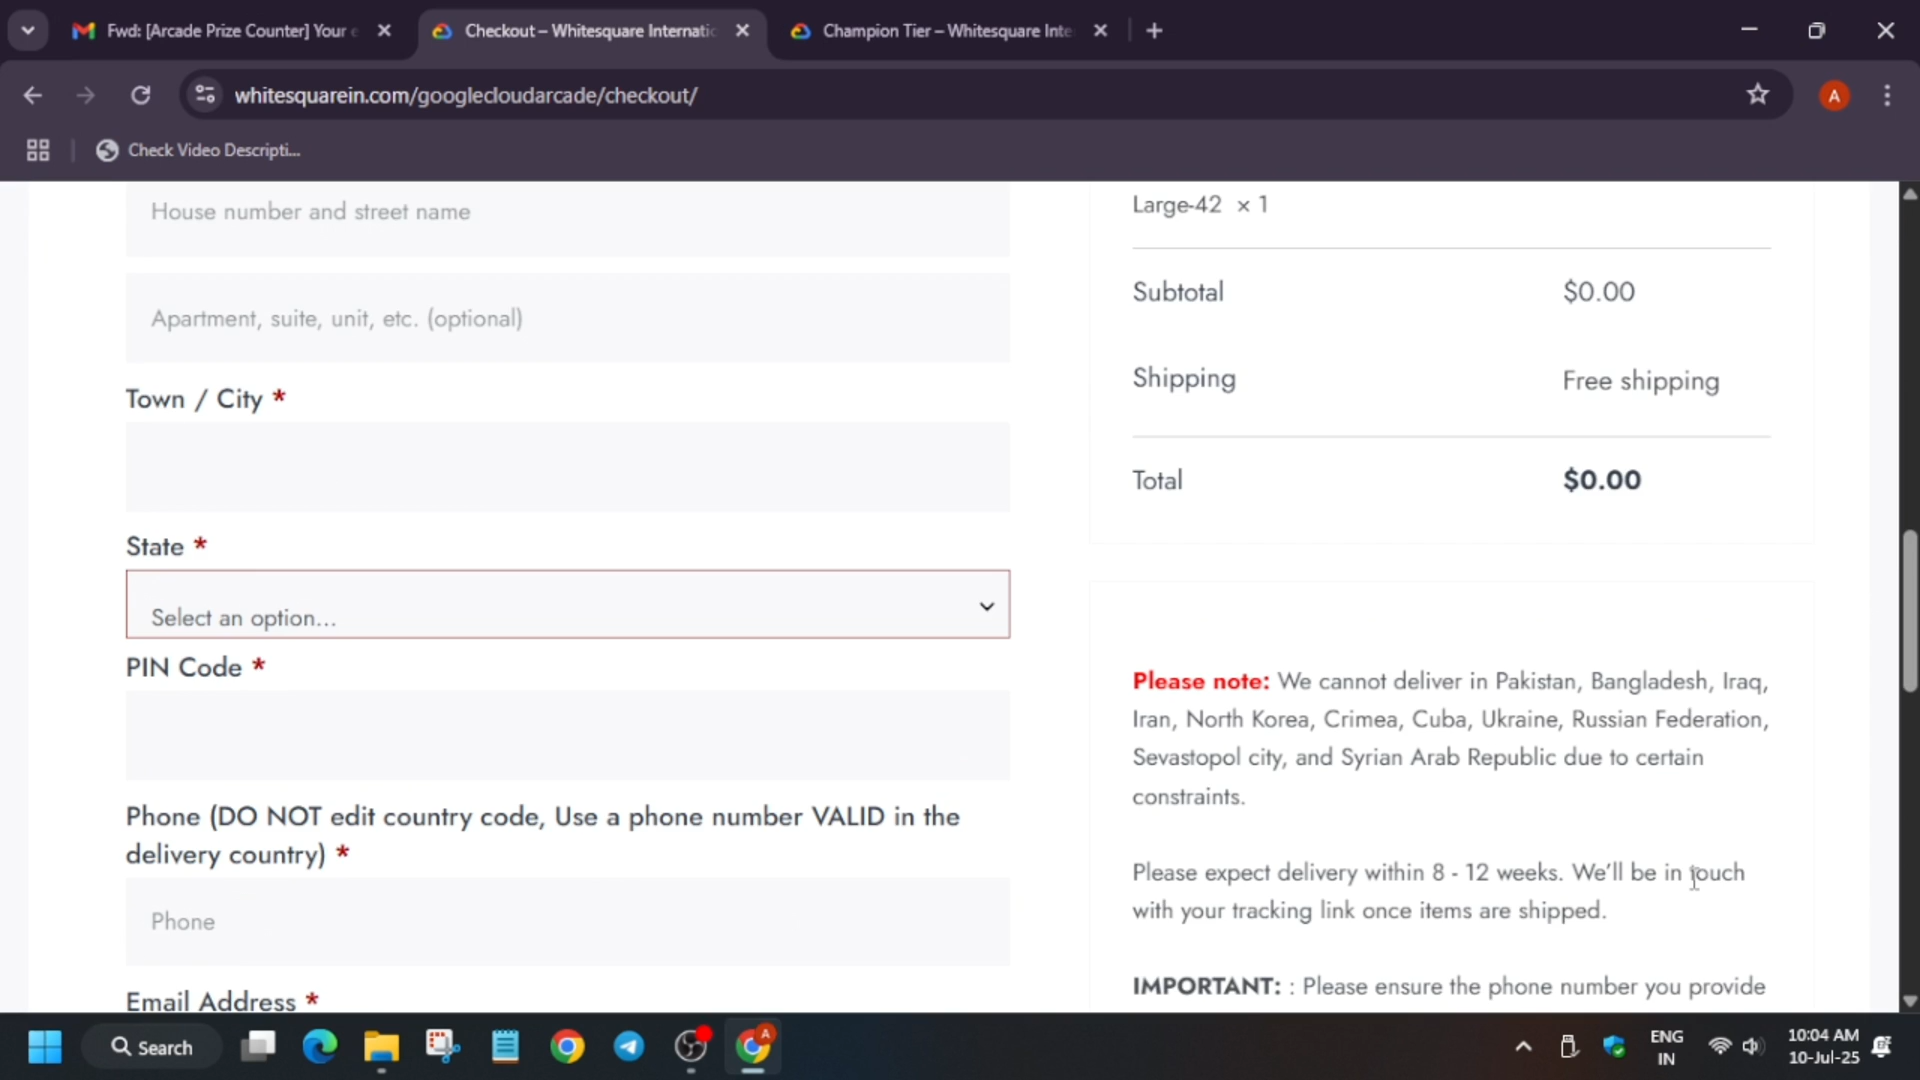 Fwd: [Arcade Prize Counter] Your e
Checkout – Whitesquare Internatic
Champion Tier – Whitesquare Inte
whitesquarein.com/googlecloudarcade/checkout/
A
Check Video Descripti...
House number and street name
Apartment, suite, unit, etc. (optional)
Town / City *
State *
Select an option...
PIN Code *
Phone (DO NOT edit country code, Use a phone number VALID in the
delivery country) *
Phone
Email Address *
Large-42 × 1
Subtotal $0.00
Shipping Free shipping
Total $0.00
Please note: We cannot deliver in Pakistan, Bangladesh, Iraq,
Iran, North Korea, Crimea, Cuba, Ukraine, Russian Federation,
Sevastopol city, and Syrian Arab Republic due to certain
constraints.
Please expect delivery within 8 - 12 weeks. We'll be in touch
with your tracking link once items are shipped.
IMPORTANT: : Please ensure the phone number you provide
Search
A
ENG
IN
10:04 AM
10-Jul-25